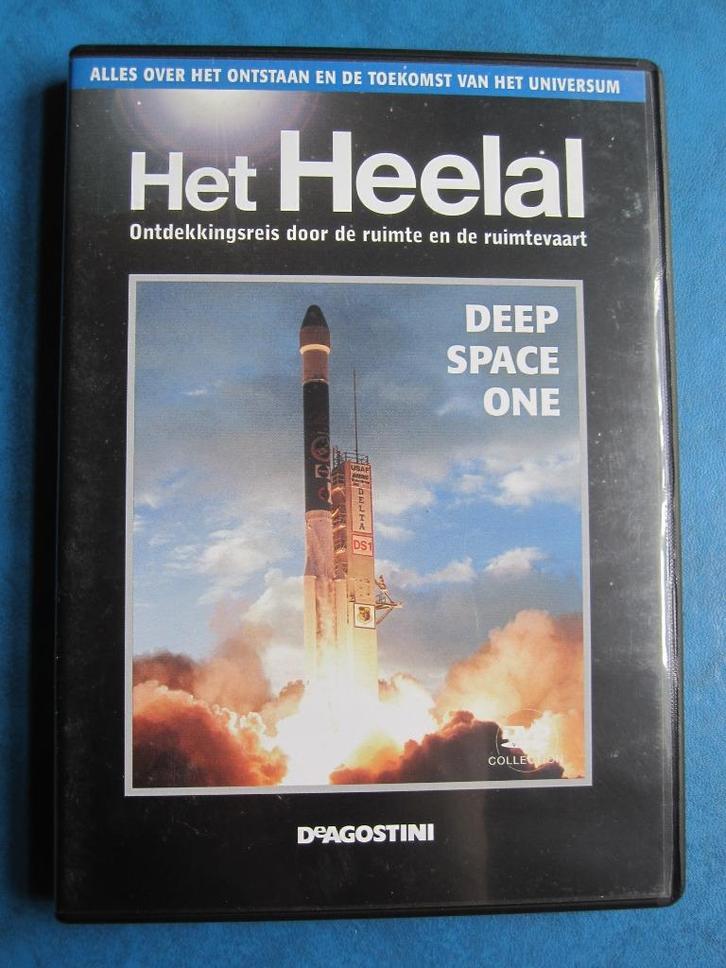 ALLES OVER HET ONTSTAAN EN DE TOEKOMST VAN HET UNIVERSUM
Het Heelal
Ontdekkingsreis door de ruimte en de ruimtevaart
DEEP
SPACE
ONE
USAF
DELTA
DS1
COLLECTION
DeAGOSTINI